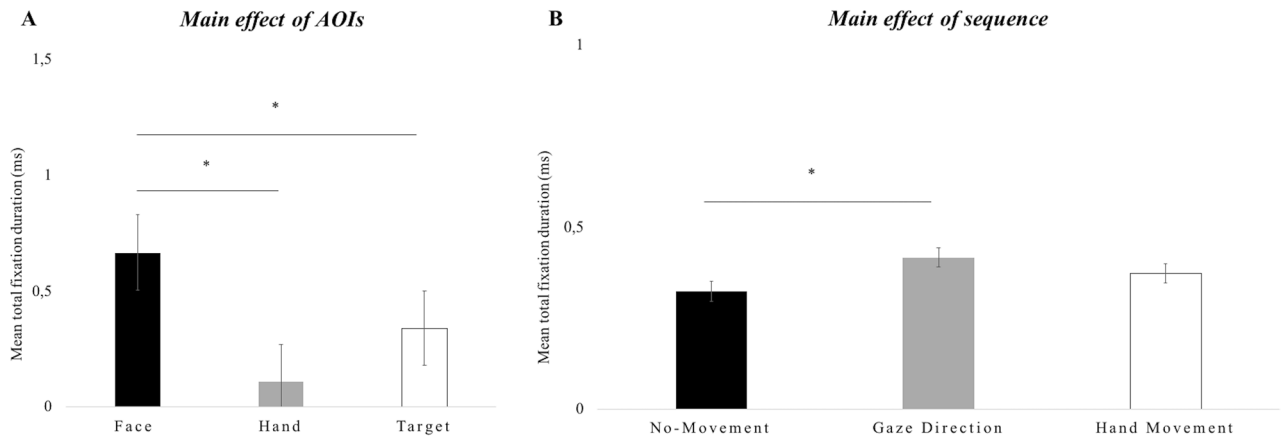 A
Main effect of AOIs
Mean total fixation duration (ms)
1,5
1
0,5
0
*
*
Face Hand Target
B
Main effect of sequence
Mean total fixation duration (ms)
1
0,5
0
*
No-Movement Gaze Direction Hand Movement